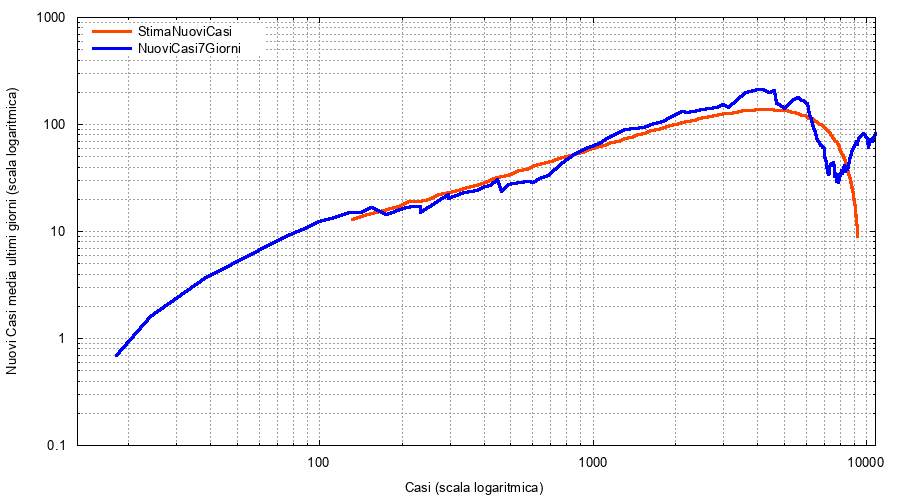 1000
StimaNuoviCasi
NuoviCasi7Giorni
100
10
1
0.1
Nuovi Casi media ultimi giorni (scala logaritmica)
100
1000
10000
Casi (scala logaritmica)